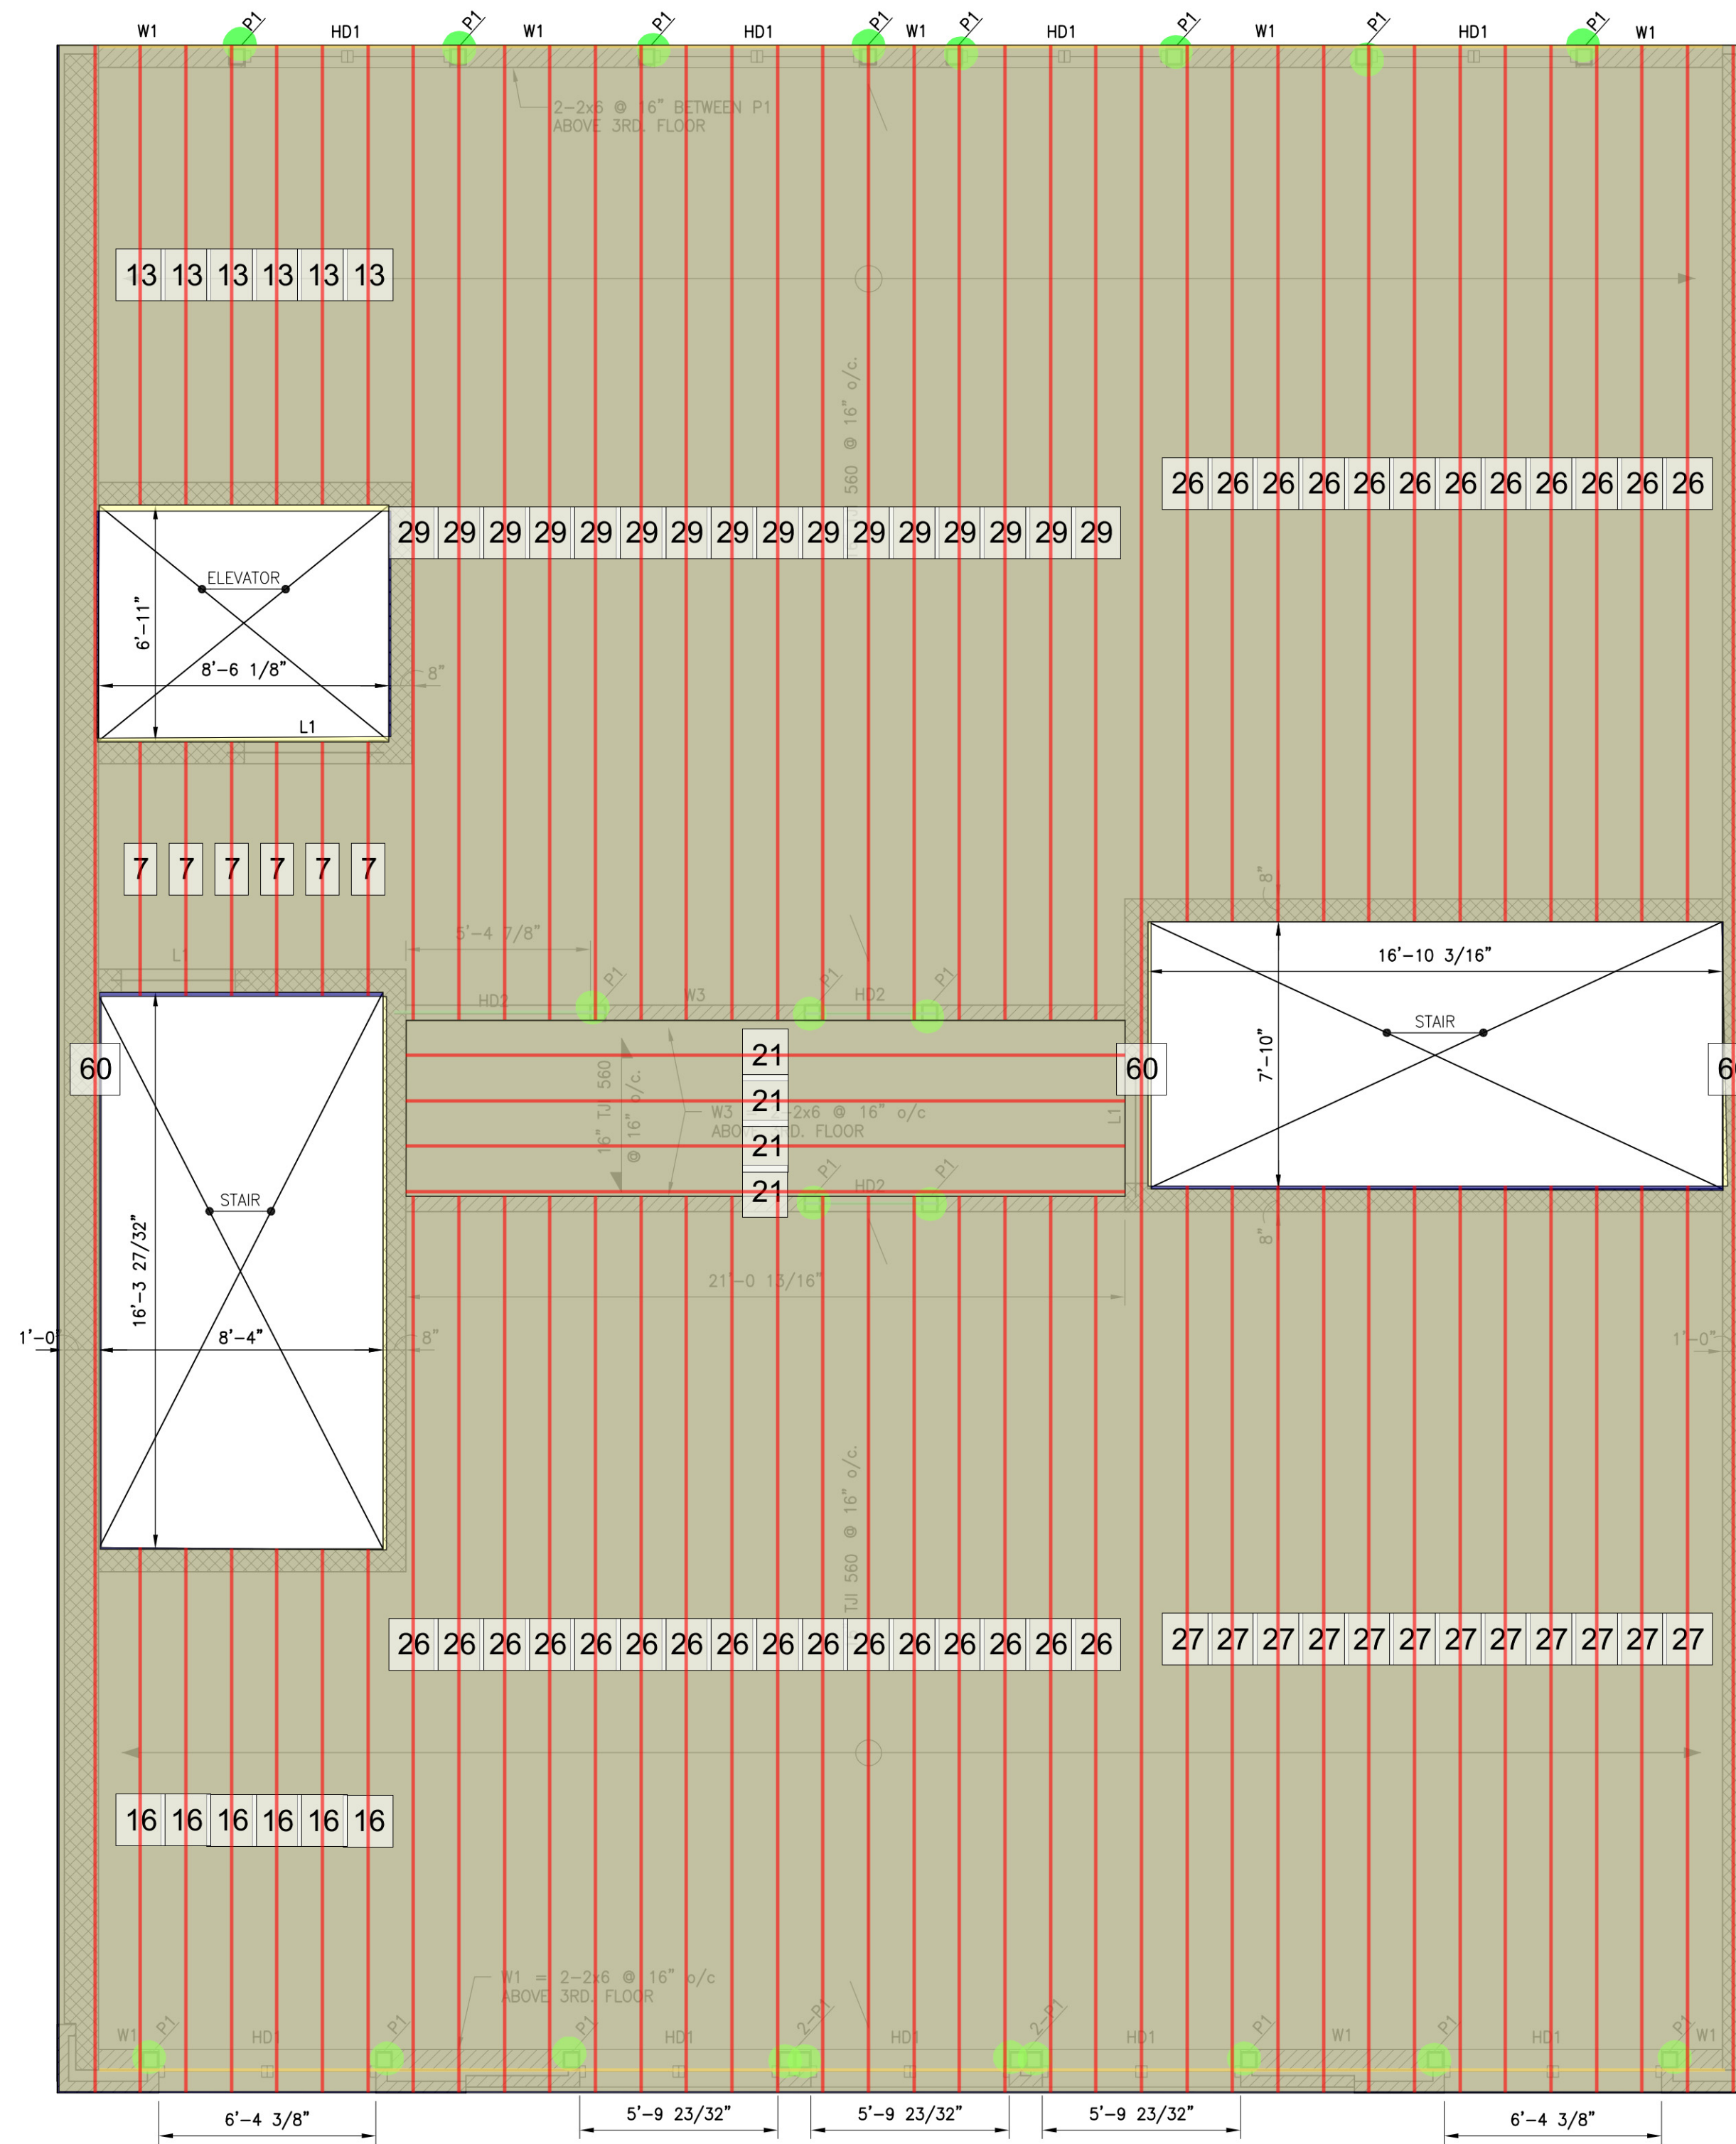 W1 P1 HD1 P1 W1 P1 HD1 P1 W1 P1 HD1 P1 W1 P1 HD1 P1 W1
2-2x6 @ 16" BETWEEN P1
ABOVE 3RD. FLOOR
13 13 13 13 13 13
560 @ 16" o/c.
26 26 26 26 26 26 26 26 26 26 26 26
29 29 29 29 29 29 29 29 29 29 29 29 29 29 29 29
ELEVATOR
6'-11"
8'-6 1/8"
8"
L1
7 7 7 7 7 7
8"
5'-4 7/8"
L1
16'-10 3/16"
HD2 P1 W3 P1 HD2 P1
STAIR
7'-10"
60
21
60
6
16" TJI 560
@ 16" o/c.
21
W3 = 2-2x6 @ 16" o/c
ABOVE 3RD. FLOOR
L1
21
21
P1 HD2 P1
STAIR
16'-3 27/32"
8"
21'-0 13/16"
1'-0"
8'-4"
8"
1'-0"
TJI 560 @ 16" o/c.
26 26 26 26 26 26 26 26 26 26 26 26 26 26 26 26
27 27 27 27 27 27 27 27 27 27 27 27
16 16 16 16 16 16
W1 = 2-2x6 @ 16" o/c
ABOVE 3RD. FLOOR
W1 P1 HD1 P1 P1 HD1 2-P1 HD1 2-P1 HD1 P1 W1 P1 HD1 P1 W1
6'-4 3/8"
5'-9 23/32"
5'-9 23/32"
5'-9 23/32"
6'-4 3/8"